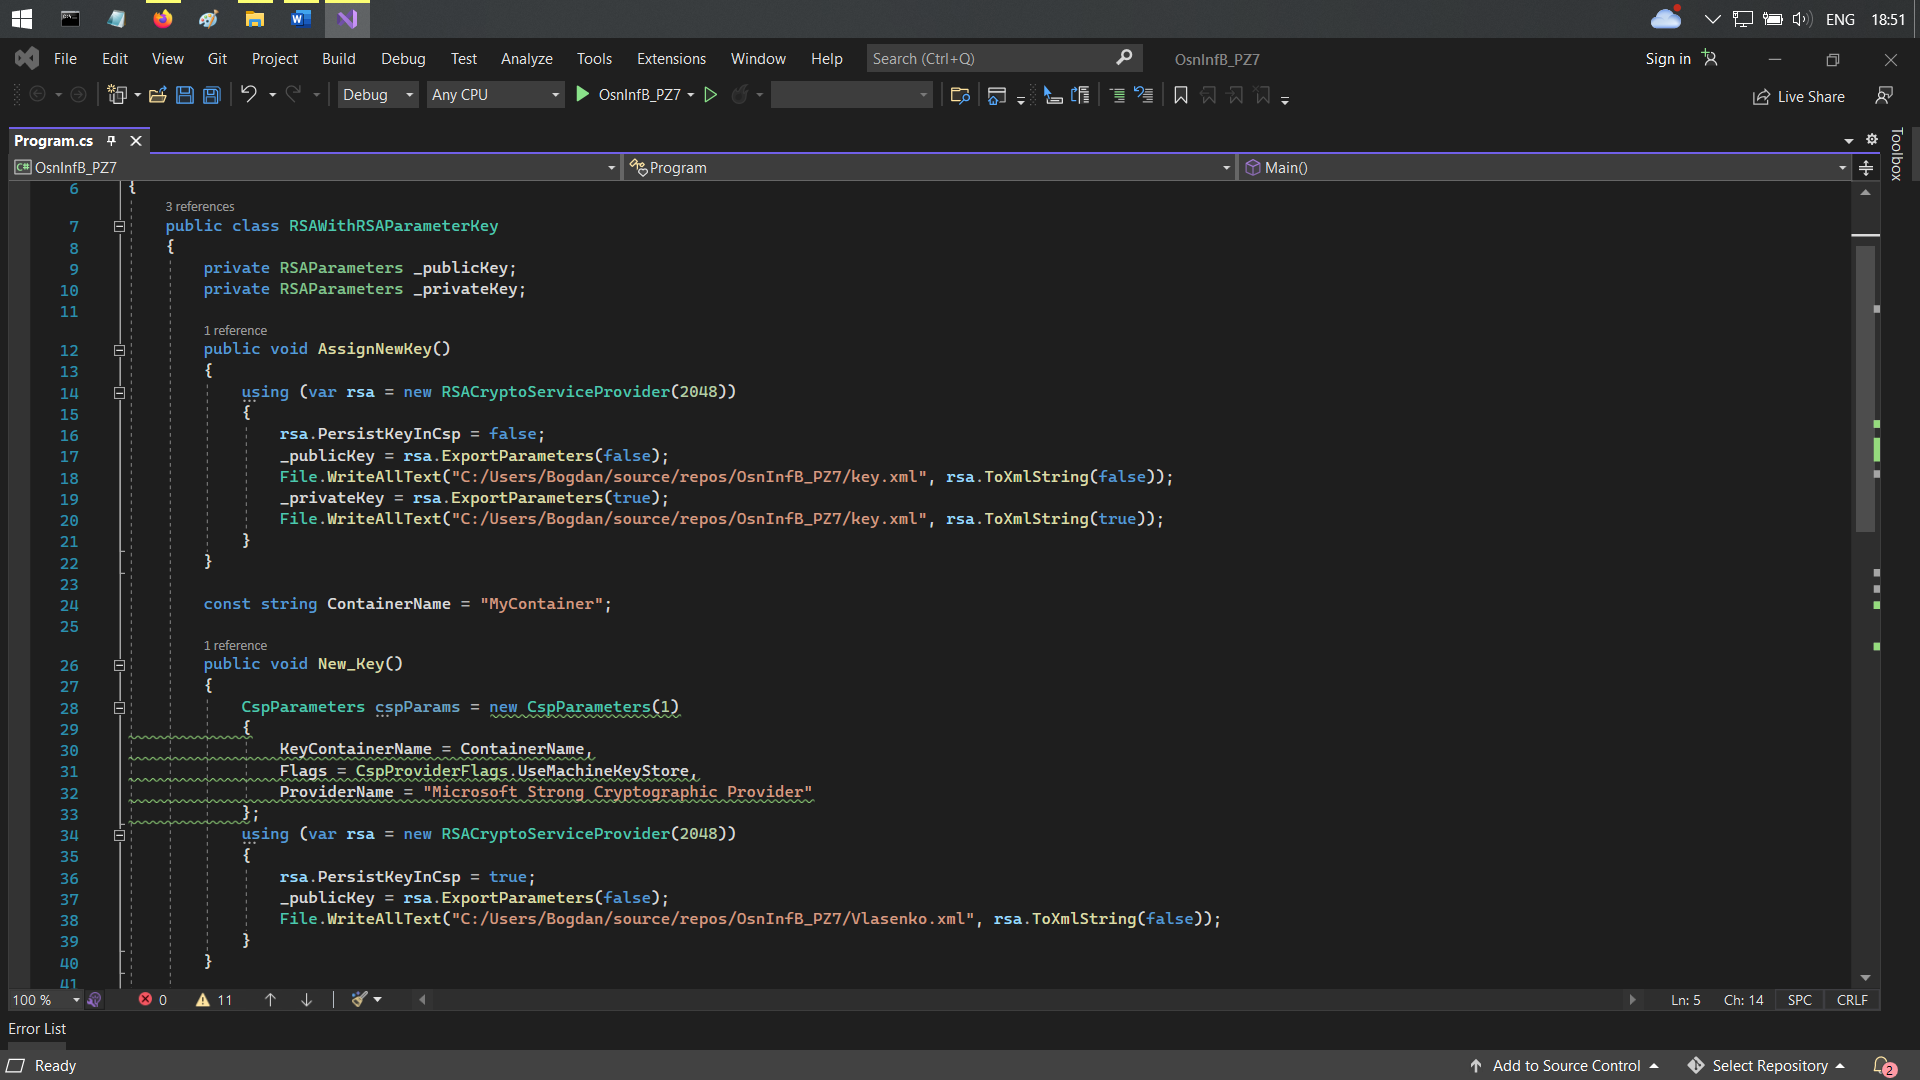 ENG 18:51
File Edit View Git Project Build Debug Test Analyze Tools Extensions Window Help Search (Ctrl+Q) OsnInfB_PZ7 Sign in
Debug Any CPU OsnInfB_PZ7 Live Share
Program.cs
Toolbox
C# OsnInfB_PZ7 Program Main()
6 {
3 references
7 public class RSAWithRSAParameterKey
8 {
9 private RSAParameters _publicKey;
10 private RSAParameters _privateKey;
11
1 reference
12 public void AssignNewKey()
13 {
14 using (var rsa = new RSACryptoServiceProvider(2048))
15 {
16 rsa.PersistKeyInCsp = false;
17 _publicKey = rsa.ExportParameters(false);
18 File.WriteAllText("C:/Users/Bogdan/source/repos/OsnInfB_PZ7/key.xml", rsa.ToXmlString(false));
19 _privateKey = rsa.ExportParameters(true);
20 File.WriteAllText("C:/Users/Bogdan/source/repos/OsnInfB_PZ7/key.xml", rsa.ToXmlString(true));
21 }
22 }
23
24 const string ContainerName = "MyContainer";
25
1 reference
26 public void New_Key()
27 {
28 CspParameters cspParams = new CspParameters(1)
29 {
30 KeyContainerName = ContainerName,
31 Flags = CspProviderFlags.UseMachineKeyStore,
32 ProviderName = "Microsoft Strong Cryptographic Provider"
33 };
34 using (var rsa = new RSACryptoServiceProvider(2048))
35 {
36 rsa.PersistKeyInCsp = true;
37 _publicKey = rsa.ExportParameters(false);
38 File.WriteAllText("C:/Users/Bogdan/source/repos/OsnInfB_PZ7/Vlasenko.xml", rsa.ToXmlString(false));
39 }
40 }
41
100 % 0 11 Ln: 5 Ch: 14 SPC CRLF
Error List
Ready Add to Source Control Select Repository 2